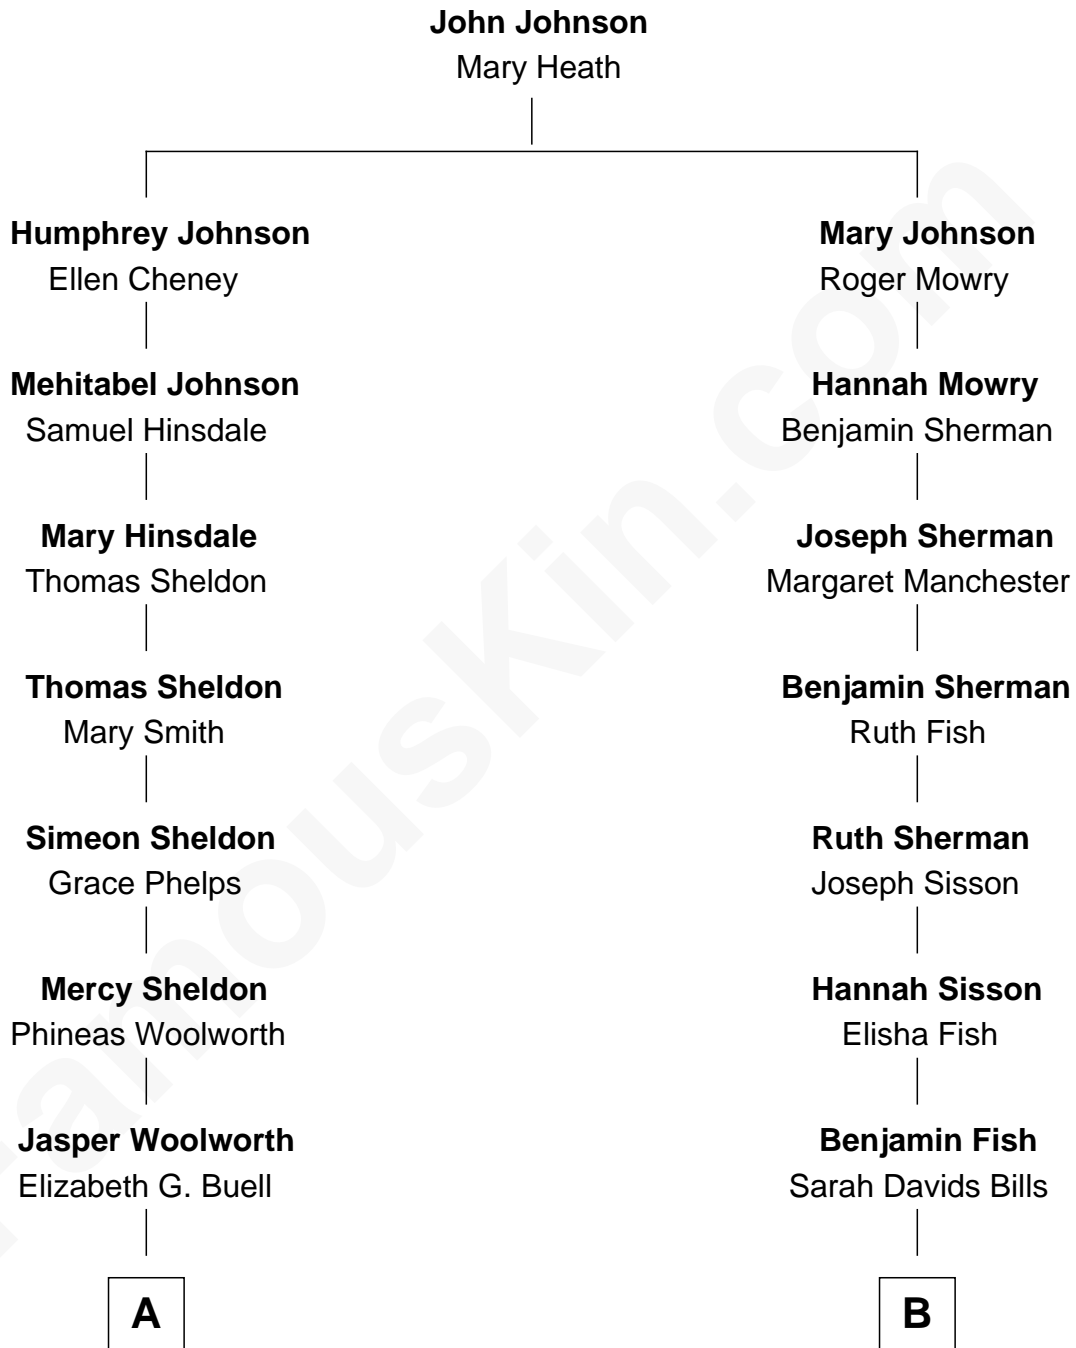 John Johnson
Mary Heath
Humphrey Johnson
Ellen Cheney
Mary Johnson
Roger Mowry
Mehitabel Johnson
Samuel Hinsdale
Hannah Mowry
Benjamin Sherman
Mary Hinsdale
Thomas Sheldon
Joseph Sherman
Margaret Manchester
Thomas Sheldon
Mary Smith
Benjamin Sherman
Ruth Fish
Simeon Sheldon
Grace Phelps
Ruth Sherman
Joseph Sisson
Mercy Sheldon
Phineas Woolworth
Hannah Sisson
Elisha Fish
Jasper Woolworth
Elizabeth G. Buell
Benjamin Fish
Sarah Davids Bills
A
B
FamousKin.com